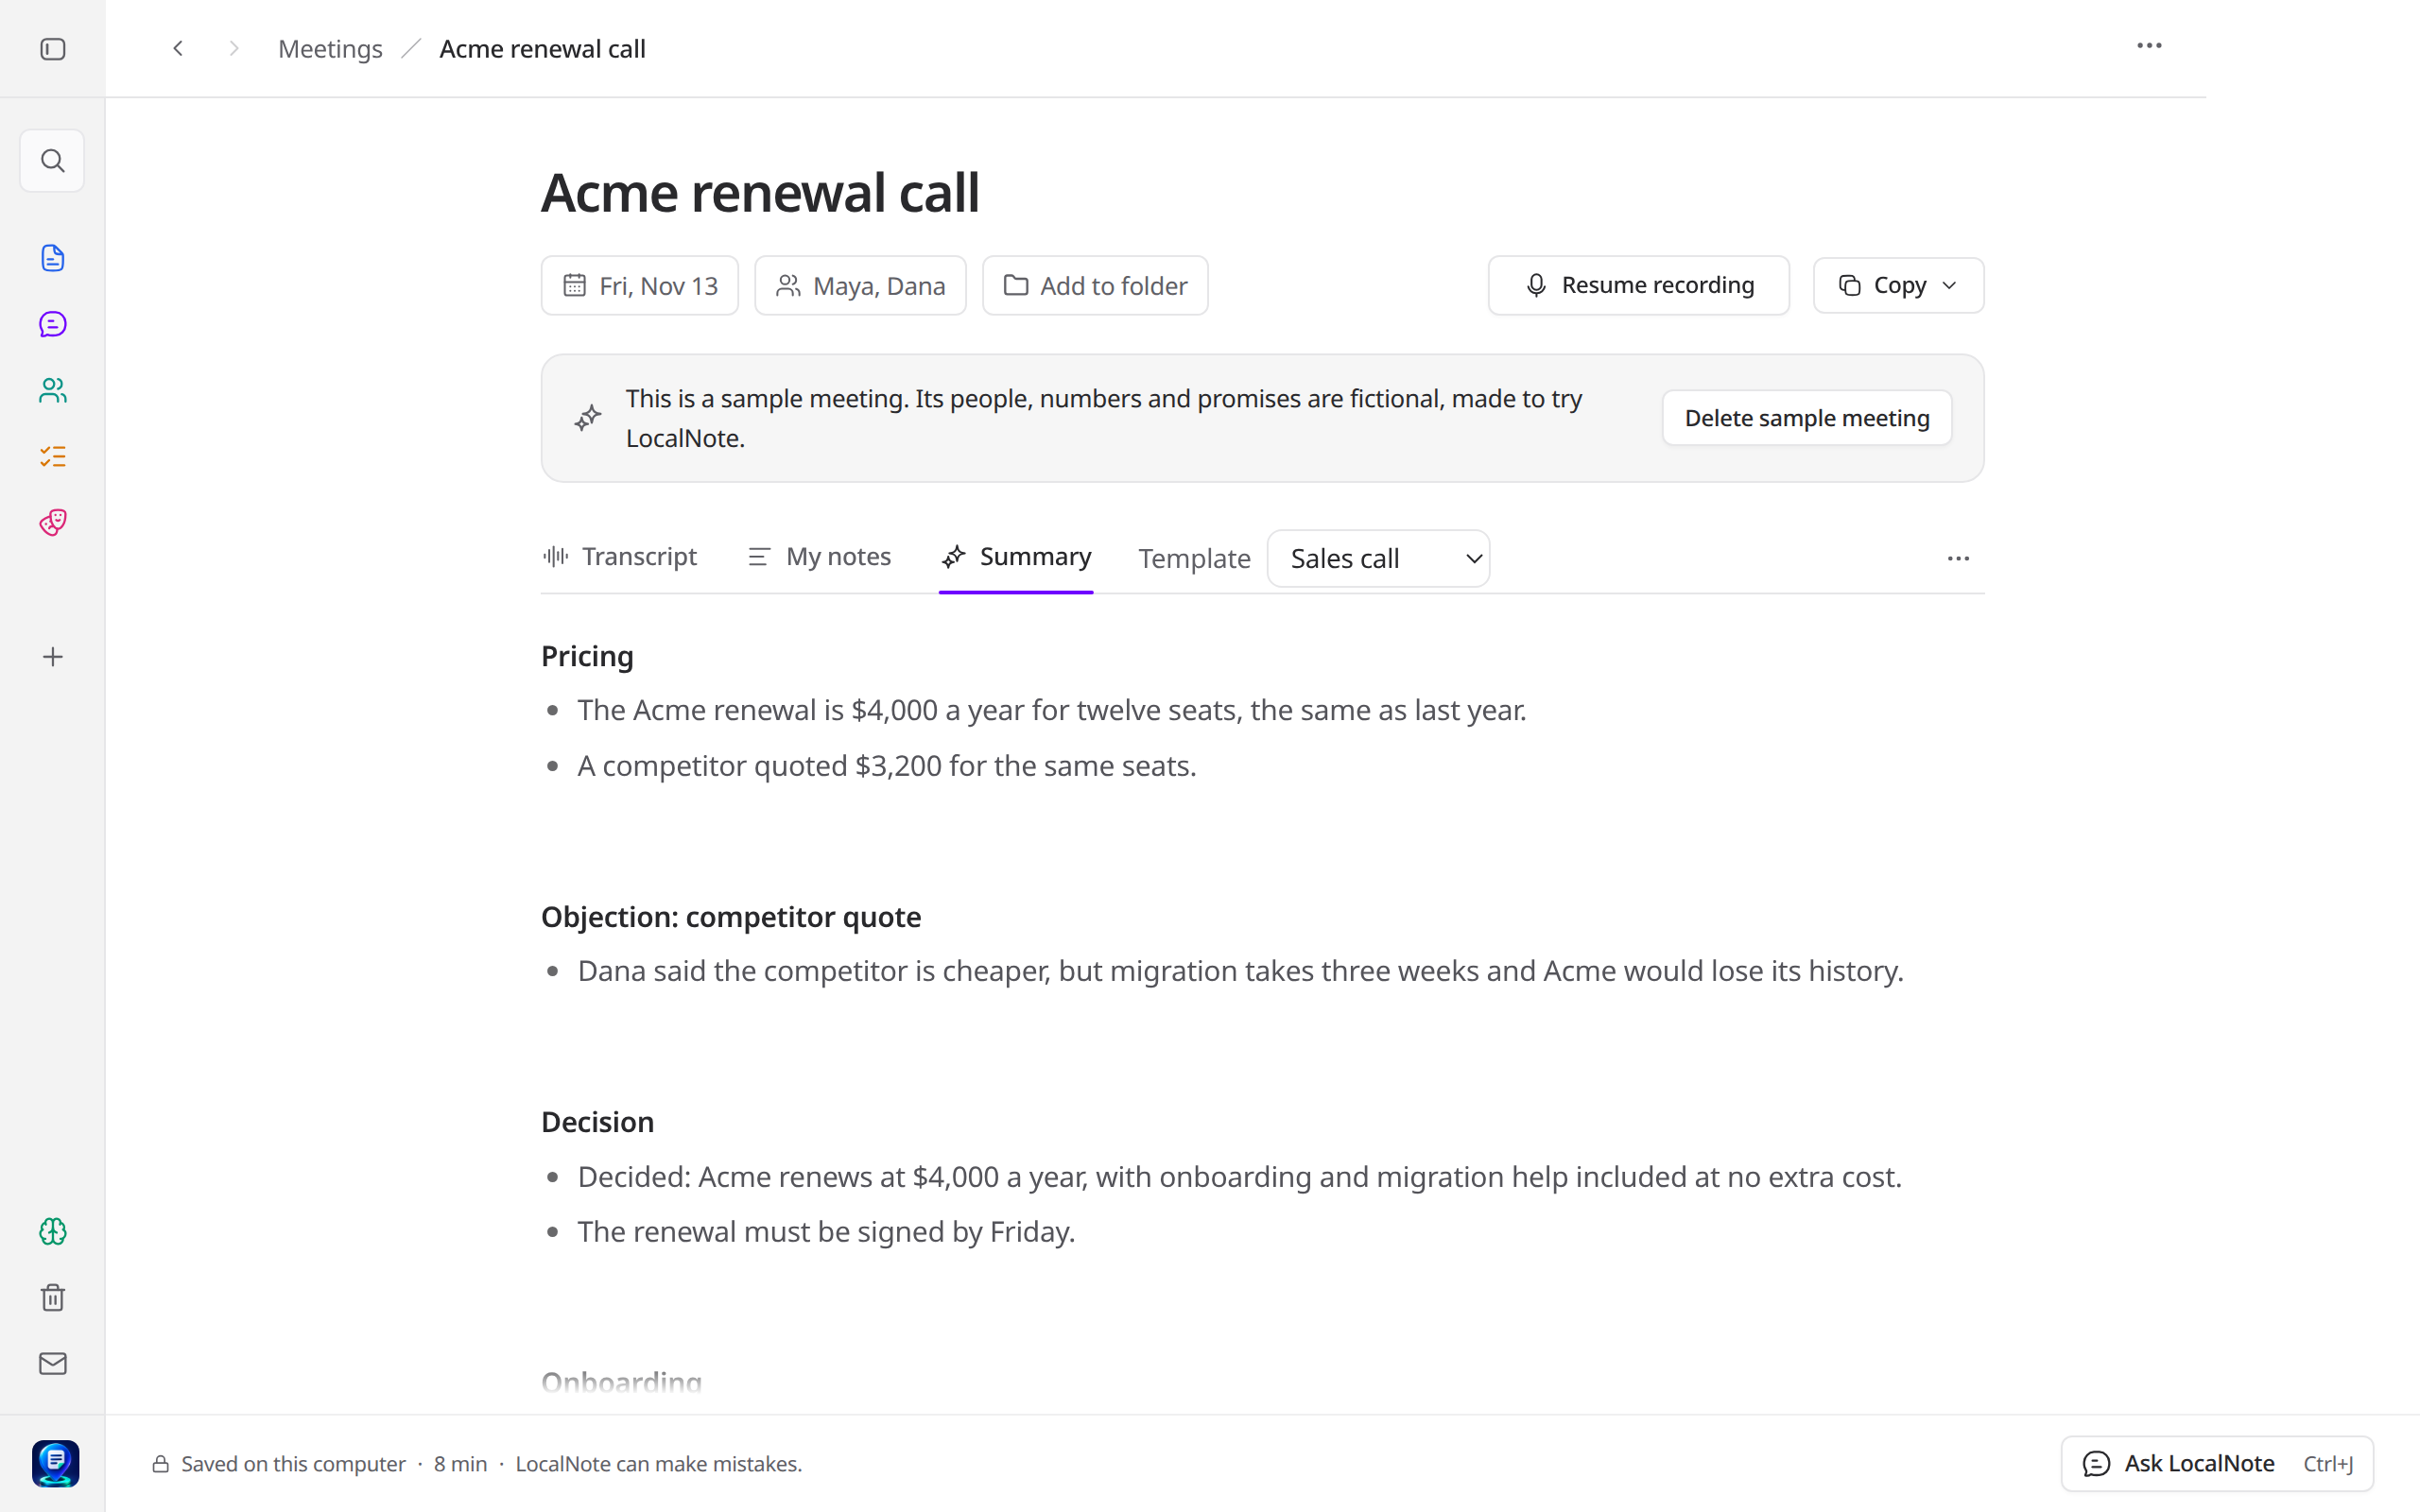 Meetings / Acme renewal call
Acme renewal call
Fri, Nov 13
Maya, Dana
Add to folder
Resume recording
Copy
This is a sample meeting. Its people, numbers and promises are fictional, made to try
LocalNote.
Delete sample meeting
Transcript
My notes
Summary
Template
Sales call
Pricing
• The Acme renewal is $4,000 a year for twelve seats, the same as last year.
• A competitor quoted $3,200 for the same seats.
Objection: competitor quote
• Dana said the competitor is cheaper, but migration takes three weeks and Acme would lose its history.
Decision
• Decided: Acme renews at $4,000 a year, with onboarding and migration help included at no extra cost.
• The renewal must be signed by Friday.
Onboarding
Saved on this computer · 8 min · LocalNote can make mistakes.
Ask LocalNote Ctrl+J